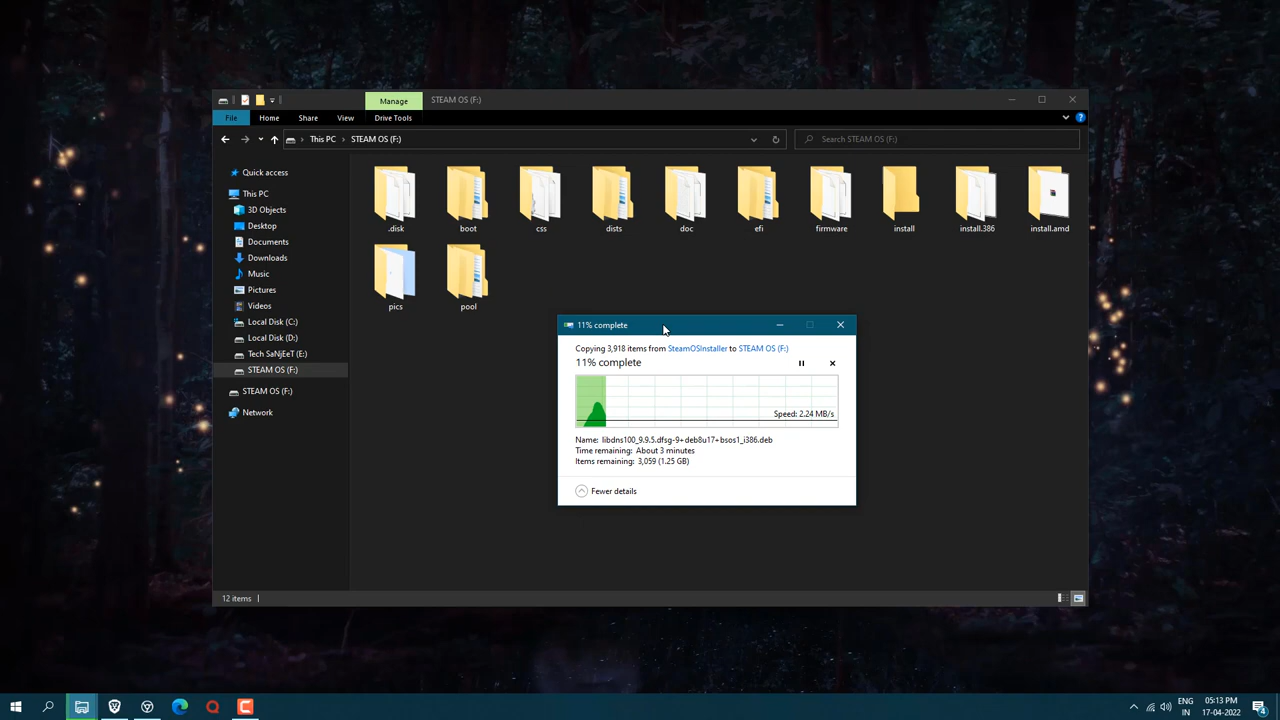 Manage
STEAM OS (F:)
File
Home
Share
View
Drive Tools
This PC
STEAM OS (F:)
Search STEAM OS (F:)
Quick access
This PC
3D Objects
Desktop
Documents
Downloads
Music
Pictures
Videos
Local Disk (C:)
Local Disk (D:)
Tech SaNjEeT (E:)
STEAM OS (F:)
STEAM OS (F:)
Network
.disk
boot
css
dists
doc
efi
firmware
install
install.386
install.amd
pics
pool
11% complete
Copying 3,918 items from SteamOSInstaller to STEAM OS (F:)
11% complete
Speed: 2.24 MB/s
Name: libdns100_9.9.5.dfsg-9+deb8u17+bsos1_i386.deb
Time remaining: About 3 minutes
Items remaining: 3,059 (1.25 GB)
Fewer details
12 items
ENG
IN
05:13 PM
17-04-2022
4